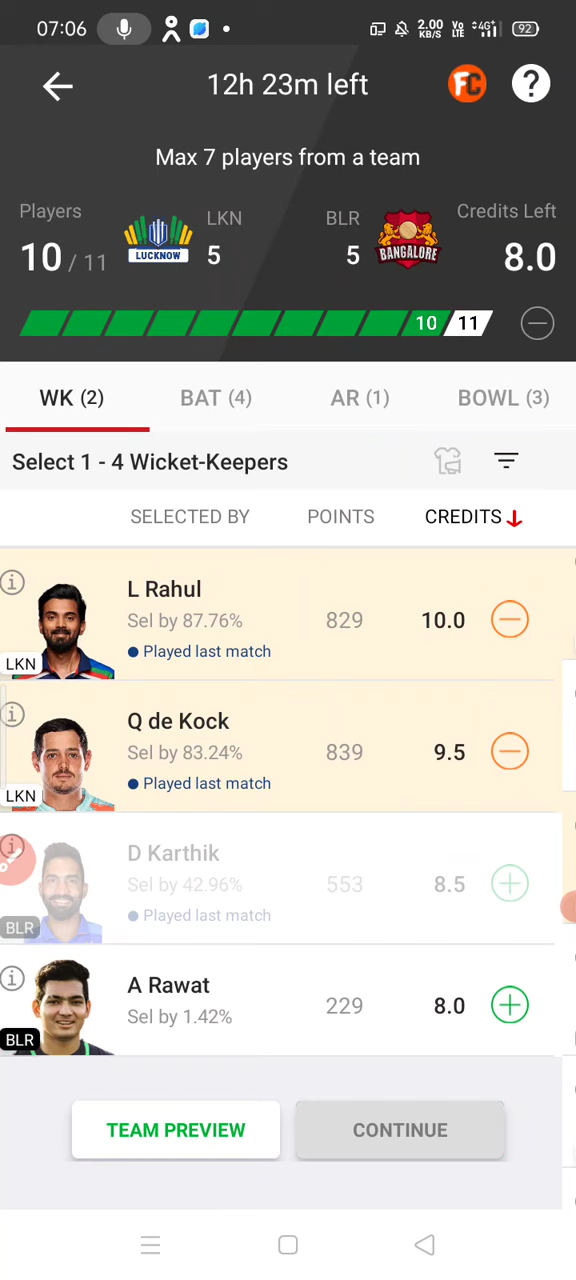 07:06
2.00 KB/S Vo LTE 4G+ 92
12h 23m left
FC ?
Max 7 players from a team
Players LKN BLR Credits Left
10 / 11 LUCKNOW 5 5 BANGALORE 8.0
10 11
WK (2) BAT (4) AR (1) BOWL (3)
Select 1 - 4 Wicket-Keepers
SELECTED BY POINTS CREDITS
L Rahul
Sel by 87.76% 829 10.0
Played last match
LKN
Q de Kock
Sel by 83.24% 839 9.5
Played last match
LKN
D Karthik
Sel by 42.96% 553 8.5
Played last match
BLR
A Rawat
Sel by 1.42% 229 8.0
BLR
TEAM PREVIEW CONTINUE